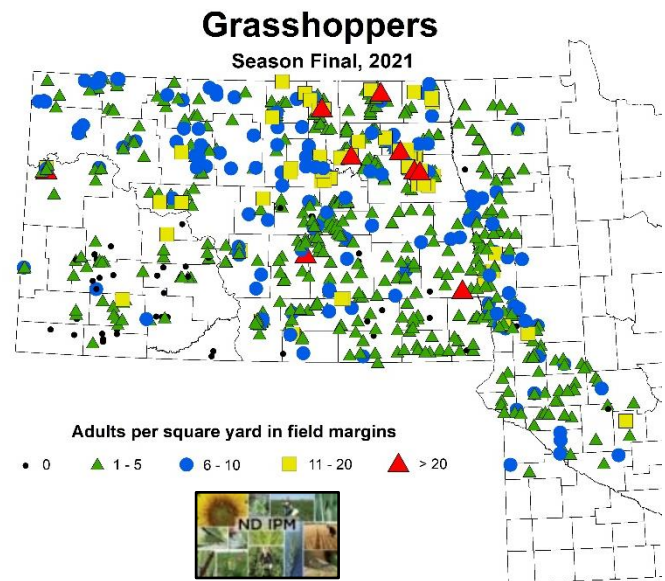 Grasshoppers
Season Final, 2021
Adults per square yard in field margins
0 1 - 5 6 - 10 11 - 20 > 20
ND IPM